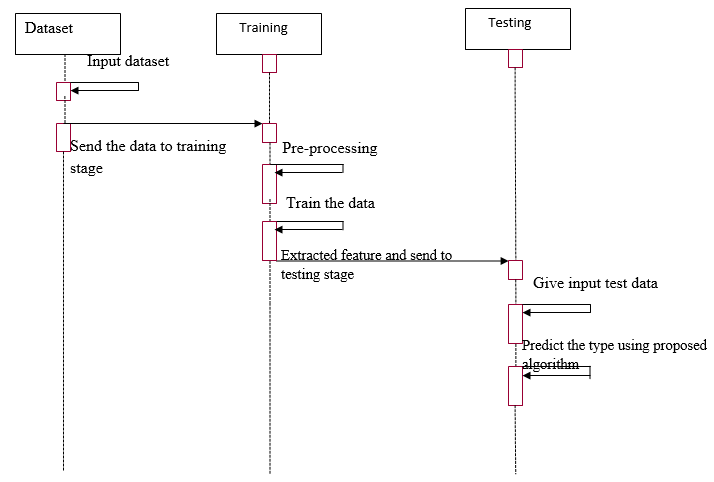 Dataset
Training
Testing
Input dataset
Send the data to training
stage
Pre-processing
Train the data
Extracted feature and send to
testing stage
Give input test data
Predict the type using proposed
algorithm